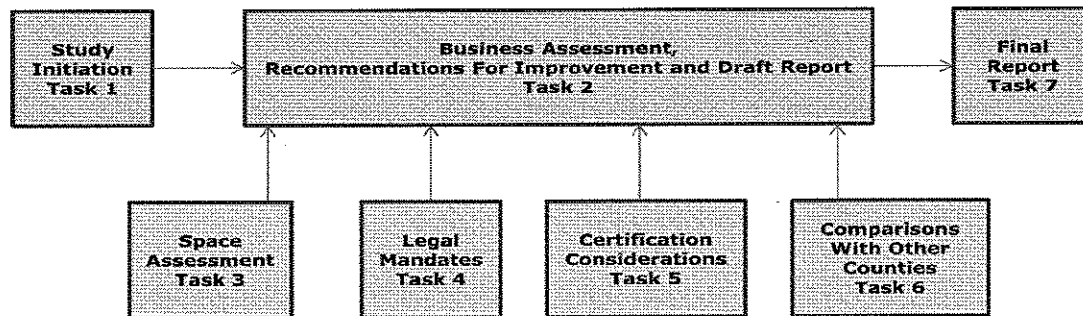 Study
Initiation
Task 1
Business Assessment,
Recommendations For Improvement and Draft Report
Task 2
Final
Report
Task 7
Space
Assessment
Task 3
Legal
Mandates
Task 4
Certification
Considerations
Task 5
Comparisons
With Other
Counties
Task 6